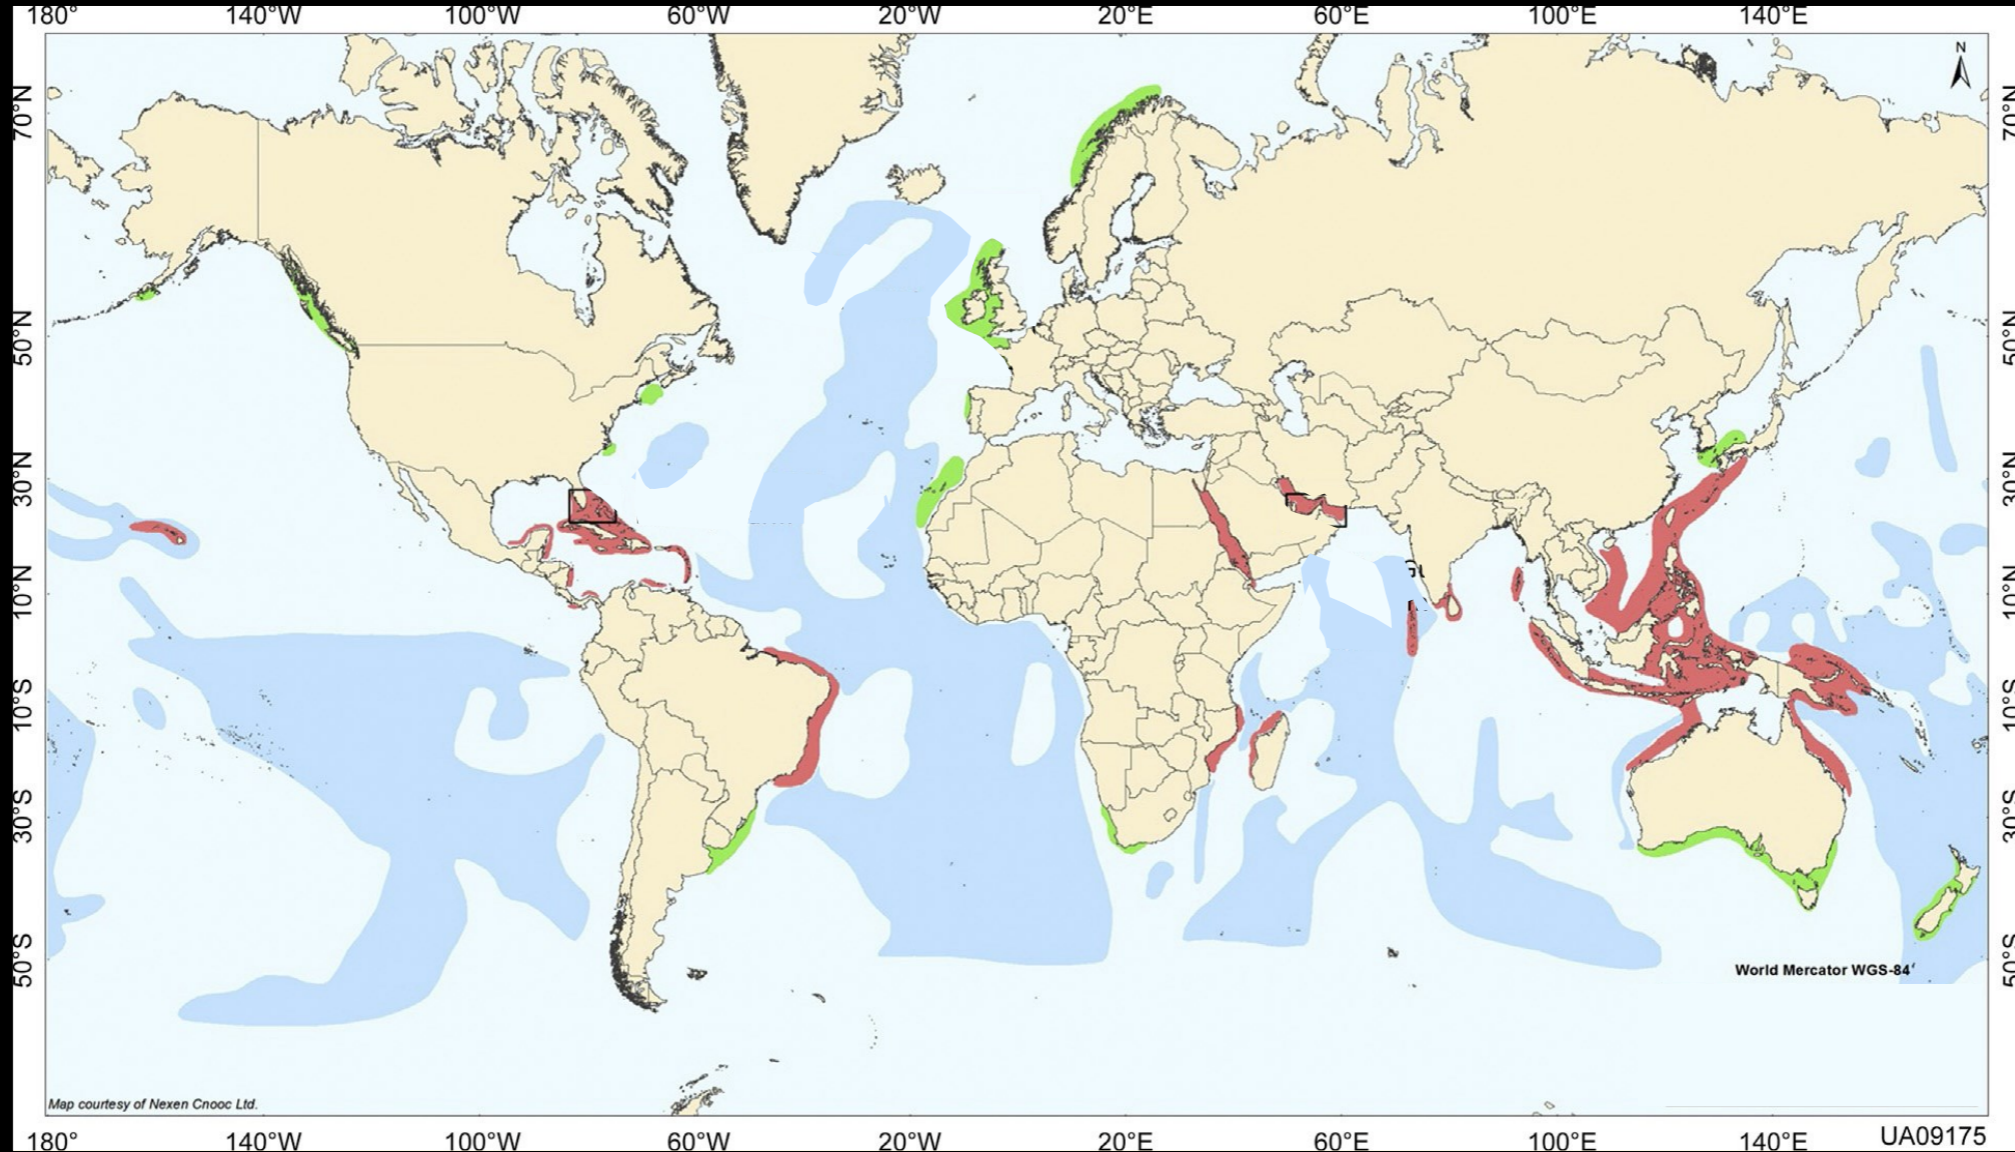 180° 140°W 100°W 60°W 20°W 20°E 60°E 100°E 140°E
N
70°N 70°N
50°N 50°N
30°N 30°N
10°N 10°N
10°S 10°S
30°S 30°S
50°S 50°S
World Mercator WGS-84
Map courtesy of Nexen Cnooc Ltd.
180° 140°W 100°W 60°W 20°W 20°E 60°E 100°E 140°E
UA09175